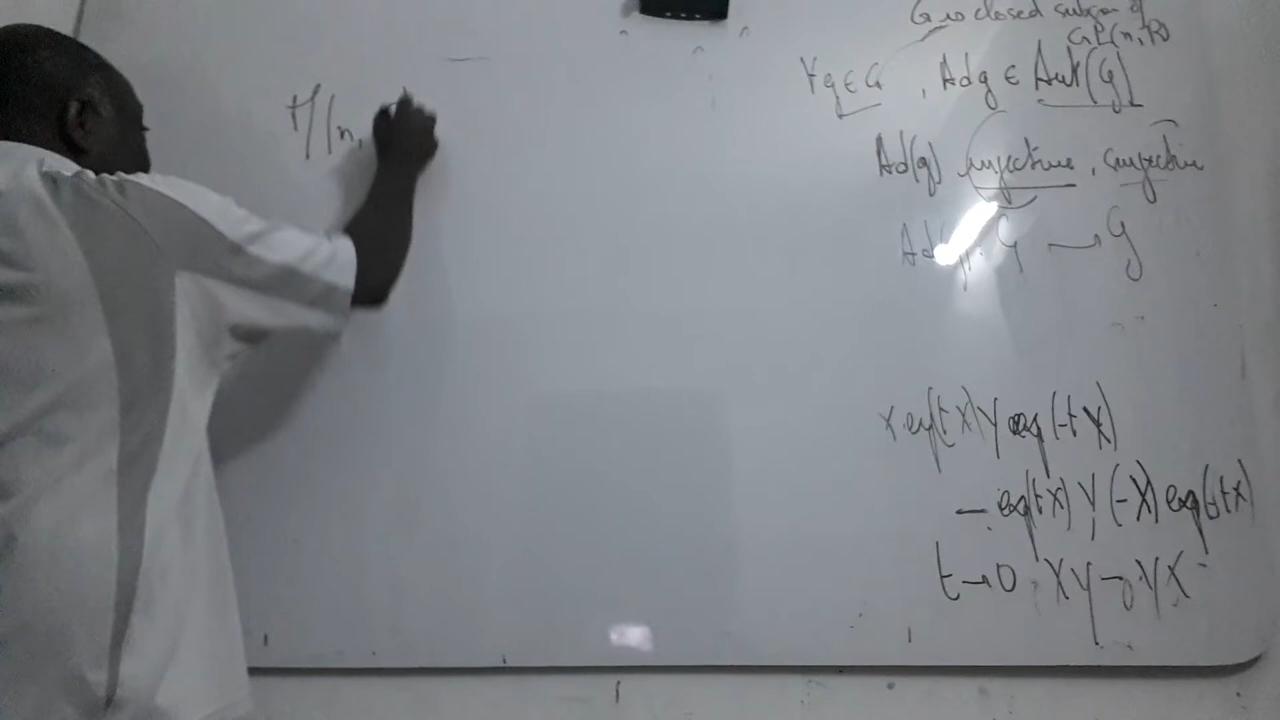 G is closed subgp of
GL(n, R)
∀g∈G , Adg ∈ Aut(G)
Ad(g) injective , surjective
G → G
M(n,
X exp(tX) Y exp(-tX)
- exp(tX) Y (-X) exp(-tX)
t→0 XY - YX